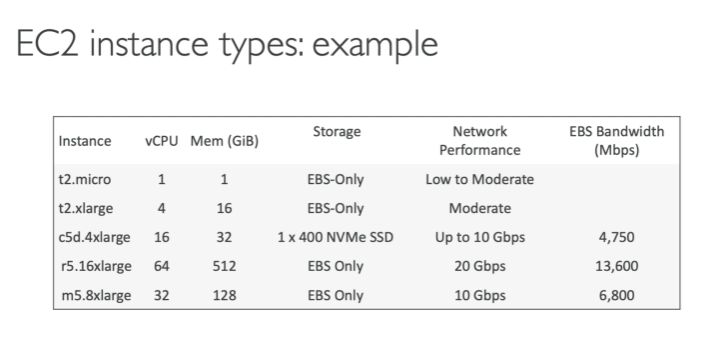 EC2 instance types: example
Instance vCPU Mem (GiB) Storage Network Performance EBS Bandwidth (Mbps)
t2.micro 1 1 EBS-Only Low to Moderate
t2.xlarge 4 16 EBS-Only Moderate
c5d.4xlarge 16 32 1 x 400 NVMe SSD Up to 10 Gbps 4,750
r5.16xlarge 64 512 EBS Only 20 Gbps 13,600
m5.8xlarge 32 128 EBS Only 10 Gbps 6,800